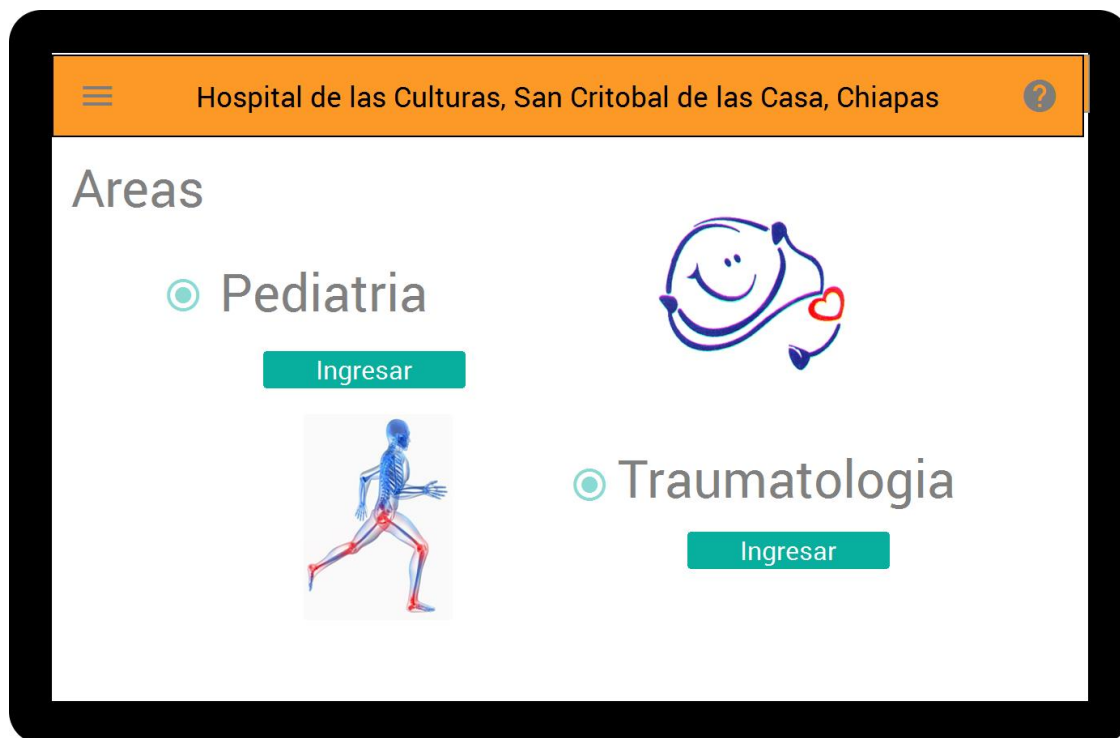 Hospital de las Culturas, San Critobal de las Casa, Chiapas
?
Areas
Pediatria
Ingresar
Traumatologia
Ingresar